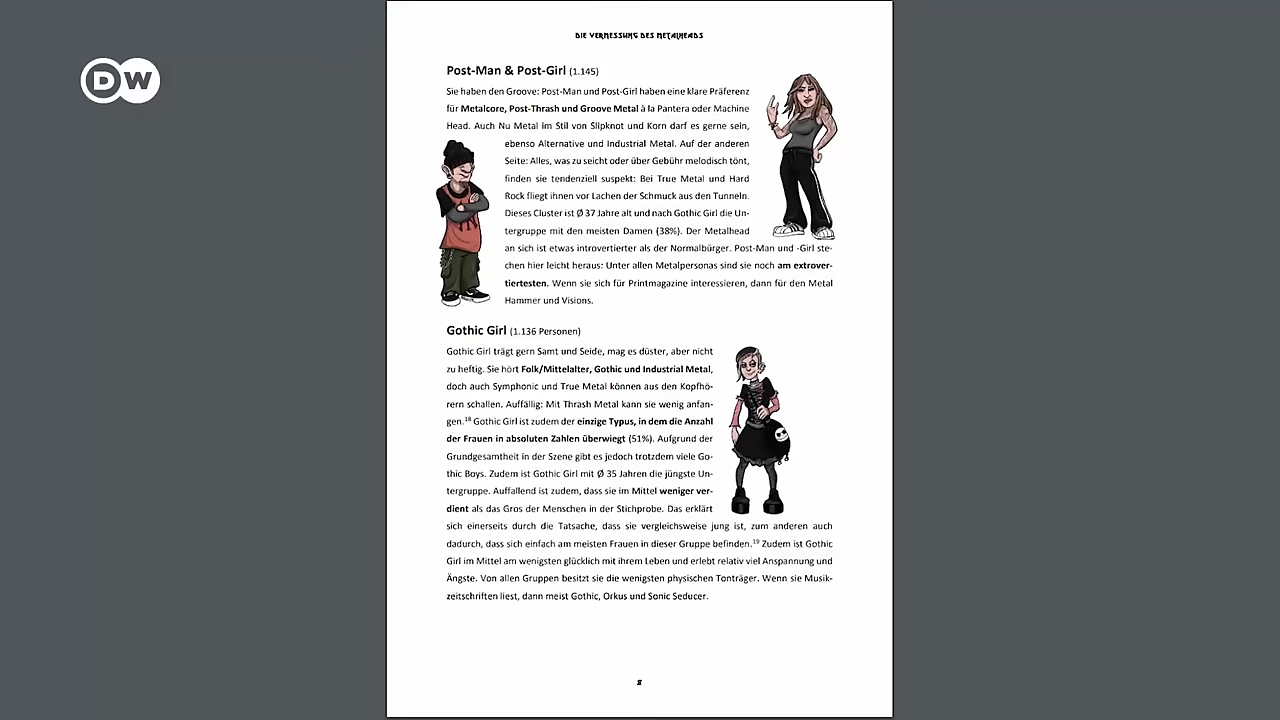 DW
DIE VERMESSUNG DES METALHEADS
Post-Man & Post-Girl (1.145)
Sie haben den Groove: Post-Man und Post-Girl haben eine klare Präferenz
für Metalcore, Post-Thrash und Groove Metal à la Pantera oder Machine
Head. Auch Nu Metal im Stil von Slipknot und Korn darf es gerne sein,
ebenso Alternative und Industrial Metal. Auf der anderen
Seite: Alles, was zu seicht oder über Gebühr melodisch tönt,
finden sie tendenziell suspekt: Bei True Metal und Hard
Rock fliegt ihnen vor Lachen der Schmuck aus den Tunneln.
Dieses Cluster ist Ø 37 Jahre alt und nach Gothic Girl die Un-
tergruppe mit den meisten Damen (38%). Der Metalhead
an sich ist etwas introvertierter als der Normalbürger. Post-Man und -Girl ste-
chen hier leicht heraus: Unter allen Metalpersonas sind sie noch am extrover-
tiertesten. Wenn sie sich für Printmagazine interessieren, dann für den Metal
Hammer und Visions.
Gothic Girl (1.136 Personen)
Gothic Girl trägt gern Samt und Seide, mag es düster, aber nicht
zu heftig. Sie hört Folk/Mittelalter, Gothic und Industrial Metal,
doch auch Symphonic und True Metal können aus den Kopfhö-
rern schallen. Auffällig: Mit Thrash Metal kann sie wenig anfan-
gen.18 Gothic Girl ist zudem der einzige Typus, in dem die Anzahl
der Frauen in absoluten Zahlen überwiegt (51%). Aufgrund der
Grundgesamtheit in der Szene gibt es jedoch trotzdem viele Go-
thic Boys. Zudem ist Gothic Girl mit Ø 35 Jahren die jüngste Un-
tergruppe. Auffallend ist zudem, dass sie im Mittel weniger ver-
dient als das Gros der Menschen in der Stichprobe. Das erklärt
sich einerseits durch die Tatsache, dass sie vergleichsweise jung ist, zum anderen auch
dadurch, dass sich einfach am meisten Frauen in dieser Gruppe befinden.19 Zudem ist Gothic
Girl im Mittel am wenigsten glücklich mit ihrem Leben und erlebt relativ viel Anspannung und
Ängste. Von allen Gruppen besitzt sie die wenigsten physischen Tonträger. Wenn sie Musik-
zeitschriften liest, dann meist Gothic, Orkus und Sonic Seducer.